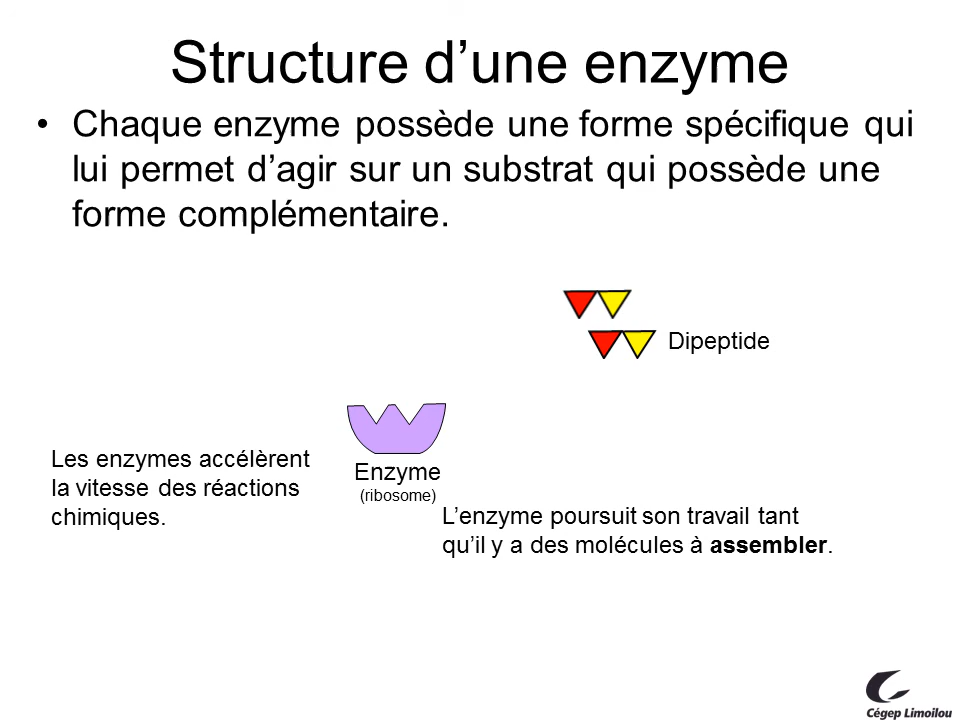 Structure d’une enzyme
• Chaque enzyme possède une forme spécifique qui
lui permet d’agir sur un substrat qui possède une
forme complémentaire.
Dipeptide
Les enzymes accélèrent
la vitesse des réactions
chimiques.
Enzyme
(ribosome)
L’enzyme poursuit son travail tant
qu’il y a des molécules à assembler.
Cégep Limoilou